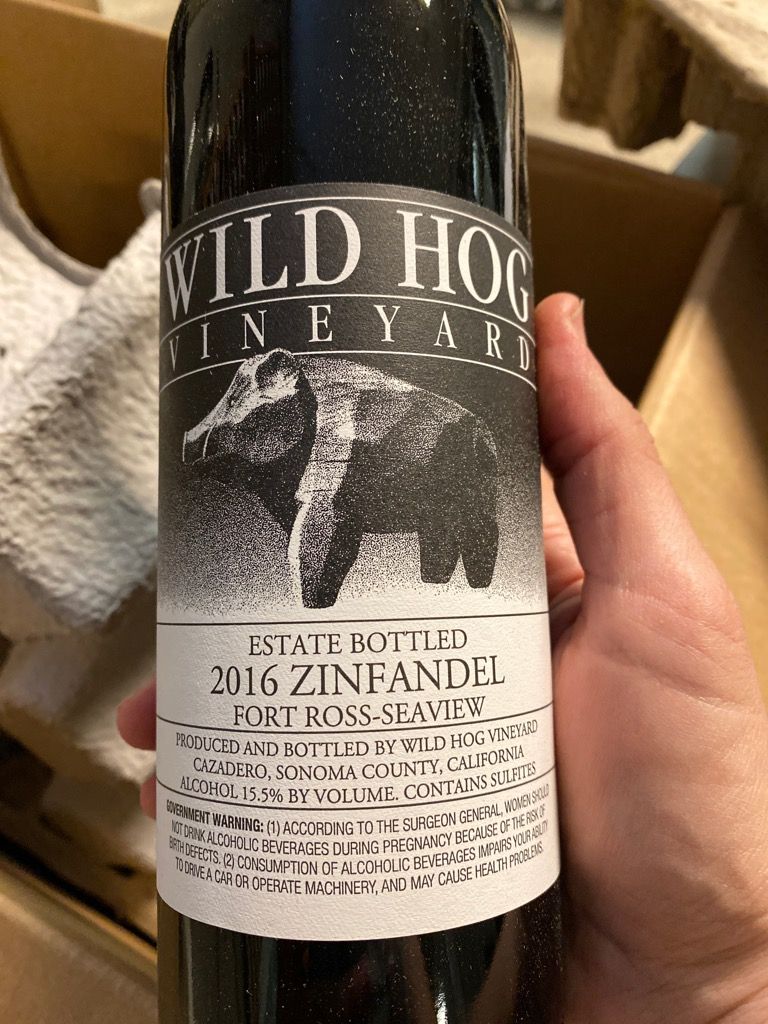 WILD HOG
VINEYARD
ESTATE BOTTLED
2016 ZINFANDEL
FORT ROSS-SEAVIEW
PRODUCED AND BOTTLED BY WILD HOG VINEYARD
CAZADERO, SONOMA COUNTY, CALIFORNIA
ALCOHOL 15.5% BY VOLUME. CONTAINS SULFITES
GOVERNMENT WARNING: (1) ACCORDING TO THE SURGEON GENERAL, WOMEN SHOULD
NOT DRINK ALCOHOLIC BEVERAGES DURING PREGNANCY BECAUSE OF THE RISK OF
BIRTH DEFECTS. (2) CONSUMPTION OF ALCOHOLIC BEVERAGES IMPAIRS YOUR ABILITY
TO DRIVE A CAR OR OPERATE MACHINERY, AND MAY CAUSE HEALTH PROBLEMS.